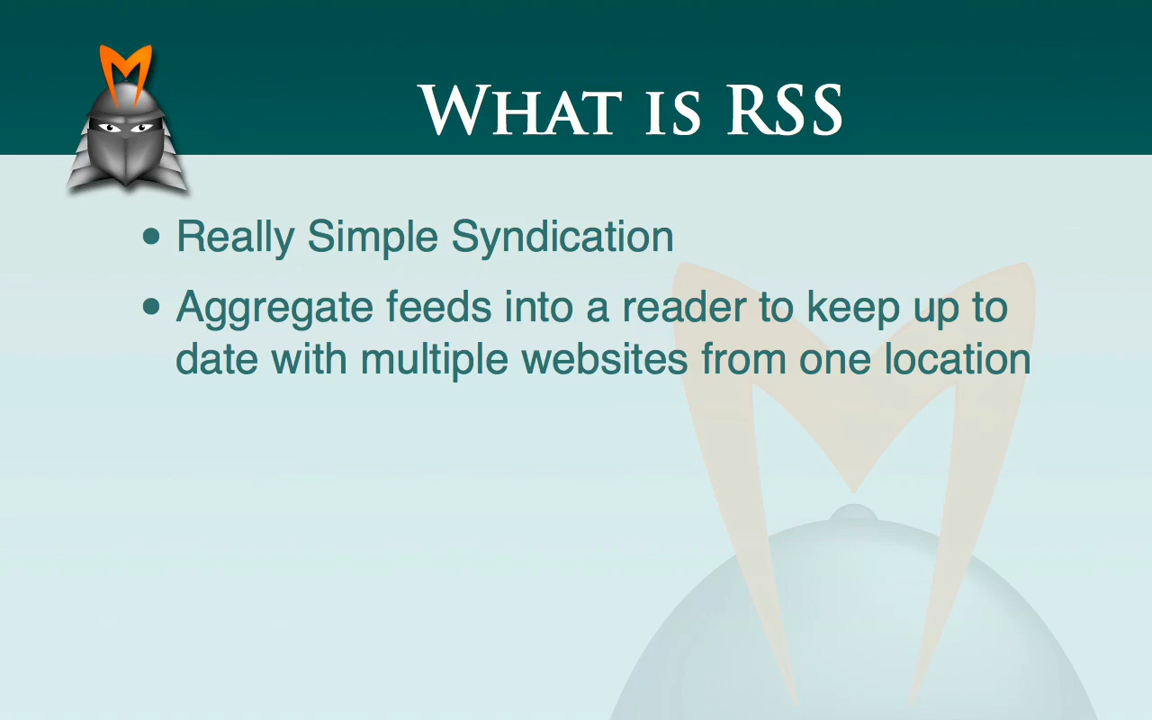 What is RSS
• Really Simple Syndication
• Aggregate feeds into a reader to keep up to
date with multiple websites from one location